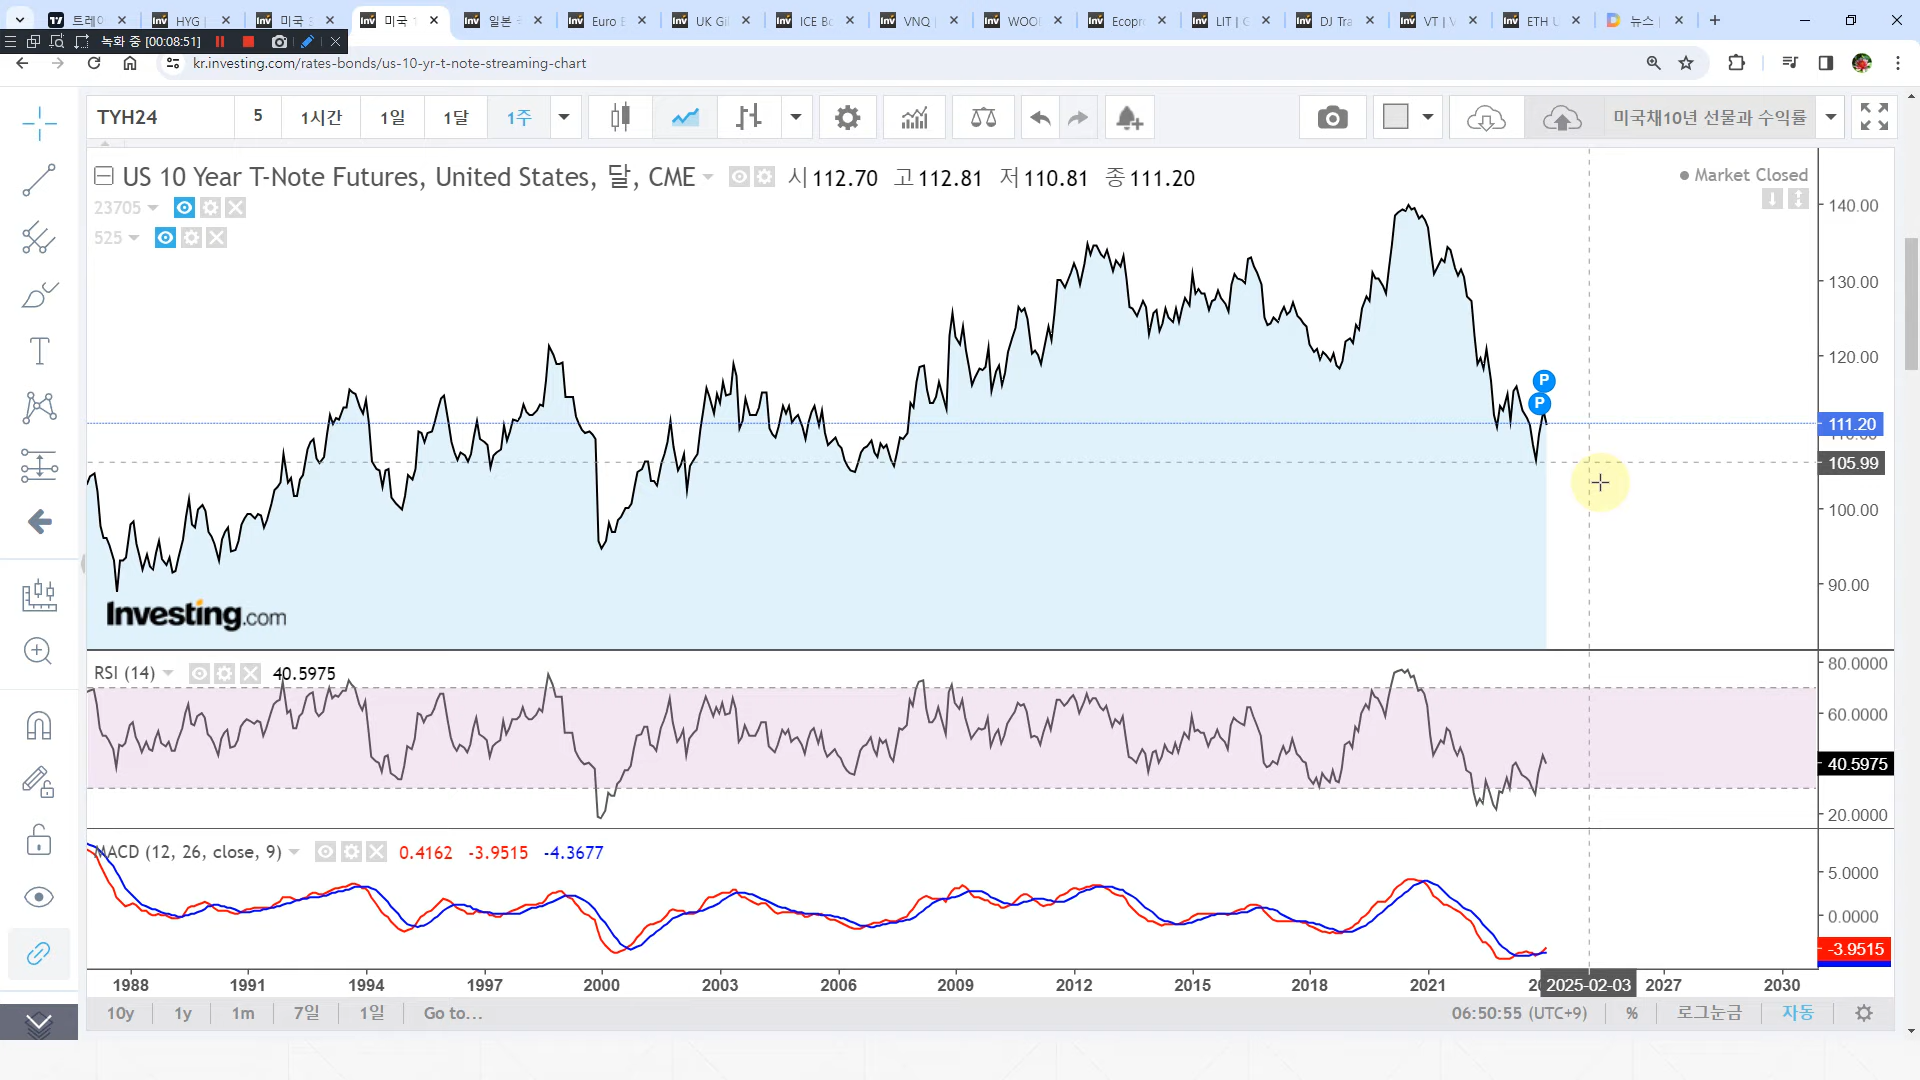 트레이
HYG |
미국
미국 1
일본
Euro E
UK Gil
ICE Bo
VNQ |
WOO
Ecopro
LIT | G
DJ Tra
VT | V
ETH U
뉴스 |
녹화 중 [00:08:51]
kr.investing.com/rates-bonds/us-10-yr-t-note-streaming-chart
TYH24 5 1시간 1일 1달 1주 미국채10년 선물과 수익률
US 10 Year T-Note Futures, United States, 달, CME 시 112.70 고 112.81 저 110.81 종 111.20
Market Closed
23705
525
140.00
130.00
120.00
P
P
111.20
110.00
105.99
100.00
90.00
Investing.com
RSI (14) 40.5975
80.0000
60.0000
40.5975
20.0000
MACD (12, 26, close, 9) 0.4162 -3.9515 -4.3677
5.0000
0.0000
-3.9515
1988 1991 1994 1997 2000 2003 2006 2009 2012 2015 2018 2021 2025-02-03 2027 2030
10y 1y 1m 7일 1일 Go to... 06:50:55 (UTC+9) % 로그눈금 자동